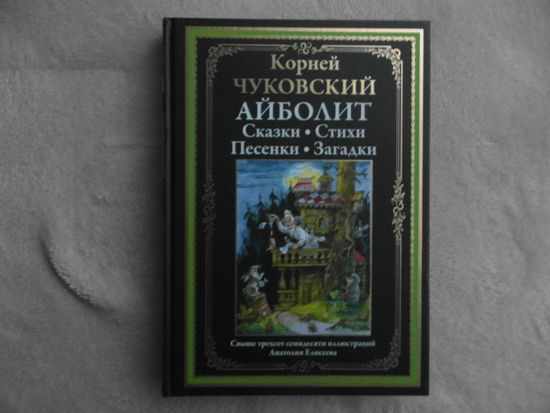 Корней
ЧУКОВСКИЙ
АЙБОЛИТ
Сказки • Стихи
Песенки • Загадки
Свыше трехсот семидесяти иллюстраций
Анатолия Елисеева